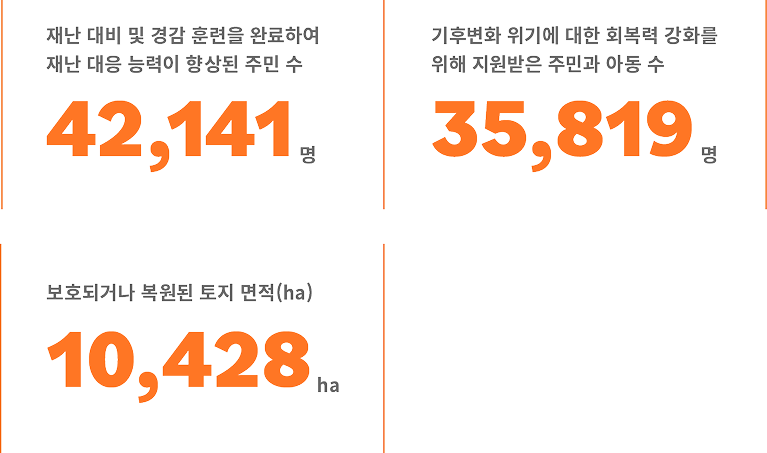 재난 대비 및 경감 훈련을 완료하여
재난 대응 능력이 향상된 주민 수
42,141 명
기후변화 위기에 대한 회복력 강화를
위해 지원받은 주민과 아동 수
35,819 명
보호되거나 복원된 토지 면적(ha)
10,428 ha